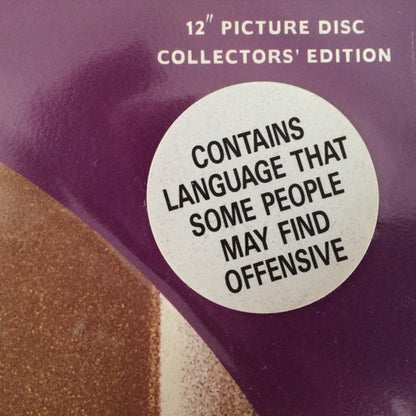 12" PICTURE DISC
COLLECTORS' EDITION
CONTAINS
LANGUAGE THAT
SOME PEOPLE
MAY FIND
OFFENSIVE